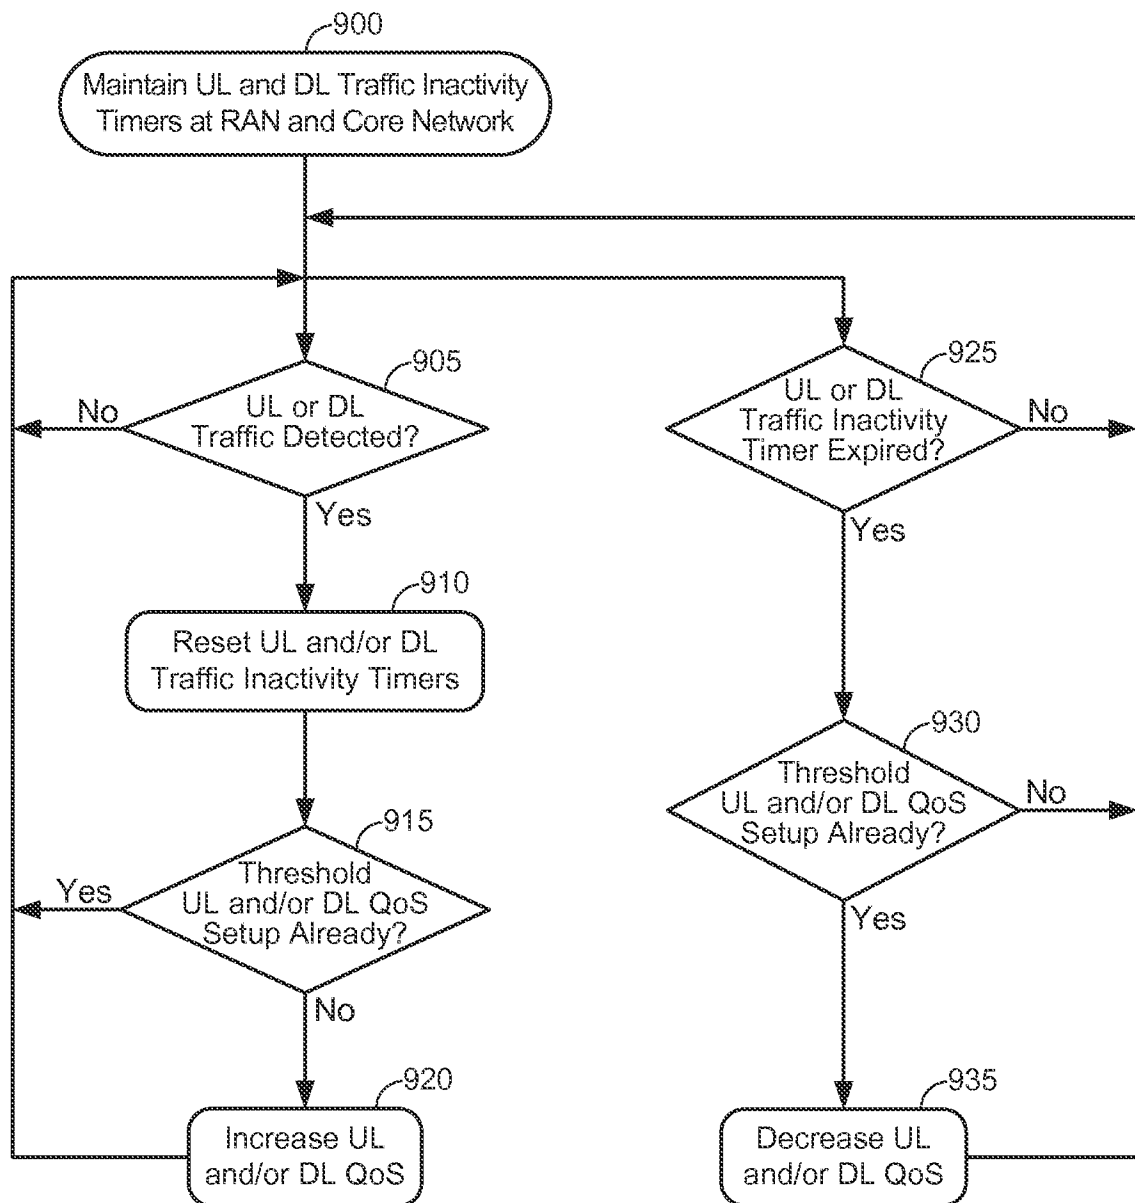 900
Maintain UL and DL Traffic Inactivity
Timers at RAN and Core Network
905
UL or DL
Traffic Detected?
No
Yes
910
Reset UL and/or DL
Traffic Inactivity Timers
915
Threshold
UL and/or DL QoS
Setup Already?
Yes
No
920
Increase UL
and/or DL QoS
925
UL or DL
Traffic Inactivity
Timer Expired?
No
Yes
930
Threshold
UL and/or DL QoS
Setup Already?
No
Yes
935
Decrease UL
and/or DL QoS